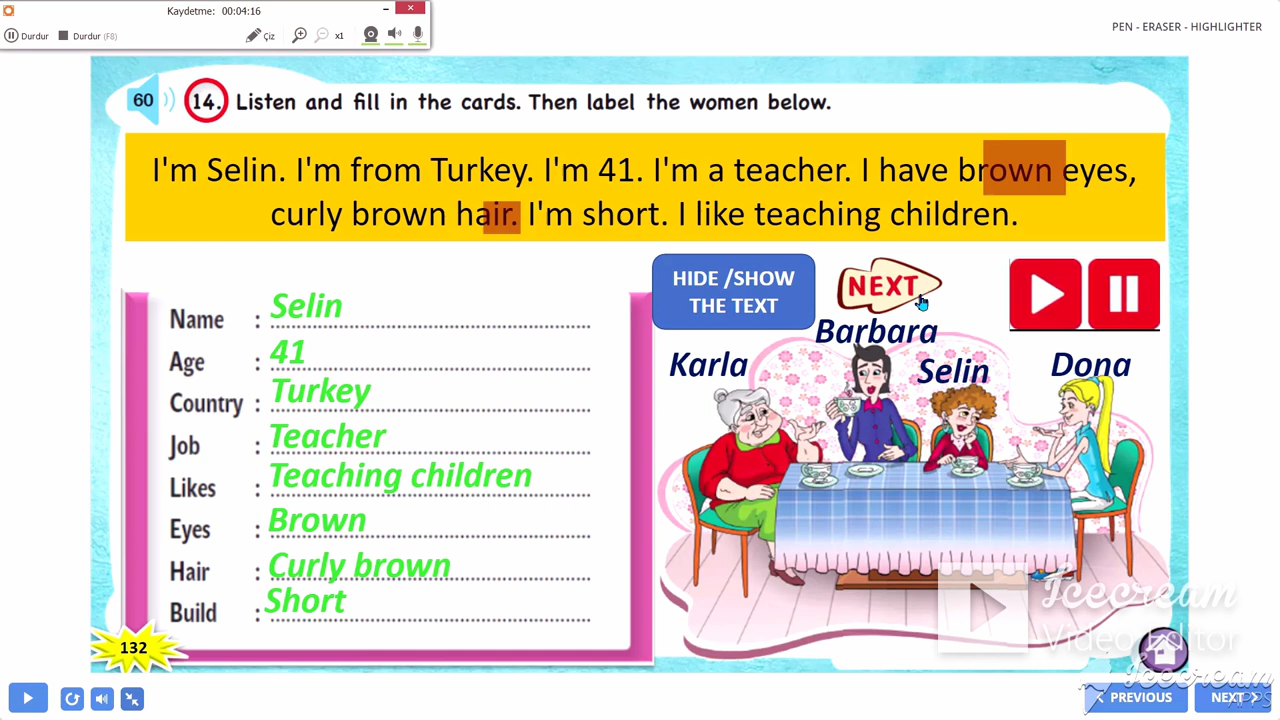 Kaydetme: 00:04:16
Durdur
Durdur (F8)
Çiz
x1
PEN - ERASER - HIGHLIGHTER
60
14. Listen and fill in the cards. Then label the women below.
I'm Selin. I'm from Turkey. I'm 41. I'm a teacher. I have brown eyes,
curly brown hair. I'm short. I like teaching children.
HIDE /SHOW
THE TEXT
NEXT
Name : Selin
Age : 41
Country : Turkey
Job : Teacher
Likes : Teaching children
Eyes : Brown
Hair : Curly brown
Build : Short
Karla
Barbara
Selin
Dona
132
Icecream
Video Editor
Icecream
APPS
PREVIOUS
NEXT